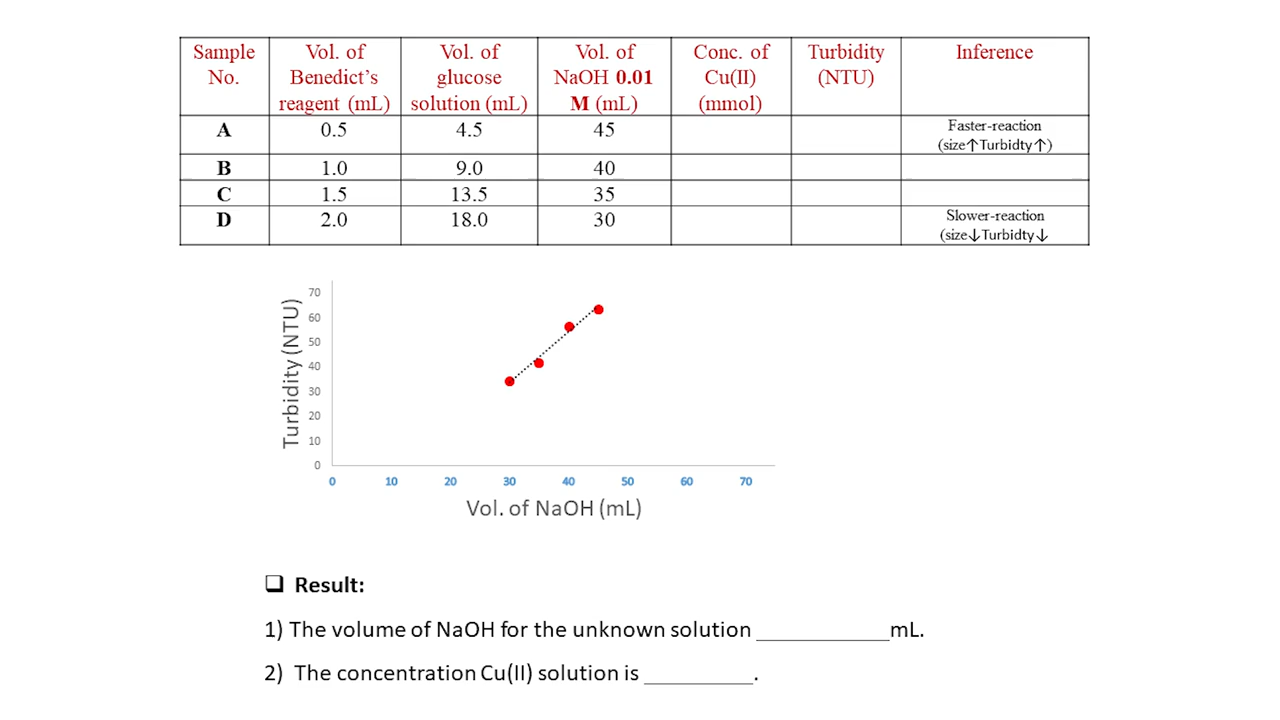 Sample No. Vol. of Benedict's reagent (mL) Vol. of glucose solution (mL) Vol. of NaOH 0.01 M (mL) Conc. of Cu(II) (mmol) Turbidity (NTU) Inference
A 0.5 4.5 45 Faster-reaction (size↑Turbidty↑)
B 1.0 9.0 40
C 1.5 13.5 35
D 2.0 18.0 30 Slower-reaction (size↓Turbidty↓
Turbidity (NTU)
70
60
50
40
30
20
10
0
0 10 20 30 40 50 60 70
Vol. of NaOH (mL)
❑ Result:
1) The volume of NaOH for the unknown solution ___________mL.
2) The concentration Cu(II) solution is _________.